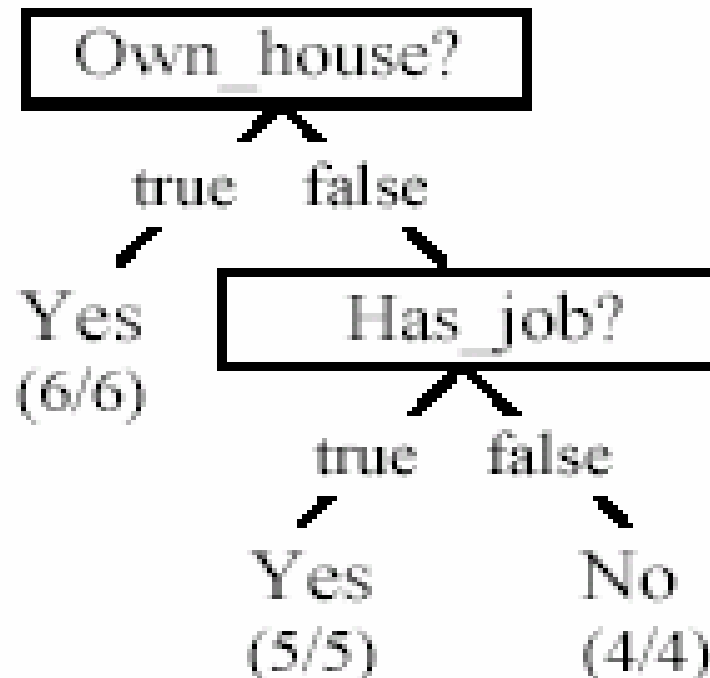 Own_house?
true false
Yes
(6/6)
Has_job?
true false
Yes No
(5/5) (4/4)